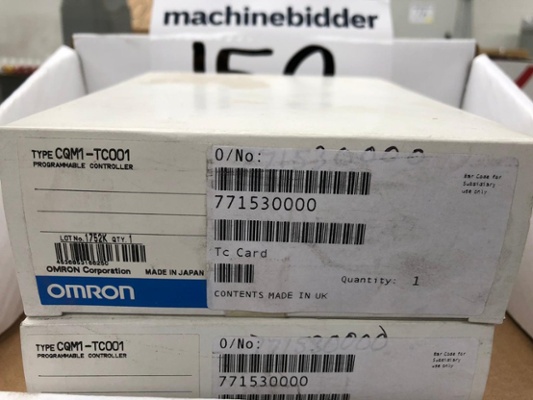 machinebidder
150
TYPE CQM1-TC001
PROGRAMMABLE CONTROLLER
LOT No. 1752K QTY 1
OMRON Corporation MADE IN JAPAN
OMRON
O/No: 771530000
771530000
Tc Card
Quantity: 1
CONTENTS MADE IN UK
Bar Code for
Subsidiary
use only
TYPE CQM1-TC001
PROGRAMMABLE CONTROLLER
O/No: 771530000
771530000
Bar Code for
Subsidiary
use only